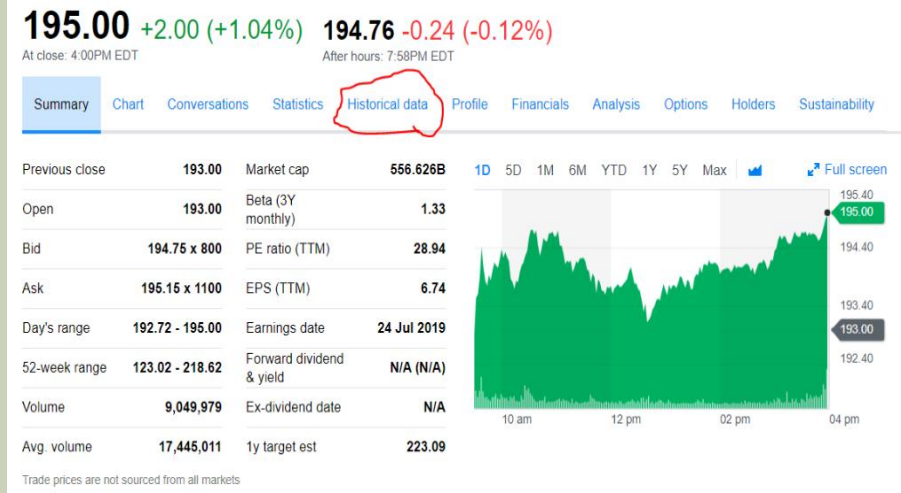 195.00 +2.00 (+1.04%) 194.76 -0.24 (-0.12%)
At close: 4:00PM EDT After hours: 7:58PM EDT
Summary Chart Conversations Statistics Historical data Profile Financials Analysis Options Holders Sustainability
Previous close 193.00
Open 193.00
Bid 194.75 x 800
Ask 195.15 x 1100
Day's range 192.72 - 195.00
52-week range 123.02 - 218.62
Volume 9,049,979
Avg. volume 17,445,011
Market cap 556.626B
Beta (3Y
monthly) 1.33
PE ratio (TTM) 28.94
EPS (TTM) 6.74
Earnings date 24 Jul 2019
Forward dividend
& yield N/A (N/A)
Ex-dividend date N/A
1y target est 223.09
1D 5D 1M 6M YTD 1Y 5Y Max Full screen
195.40
195.00
194.40
193.40
193.00
192.40
10 am 12 pm 02 pm 04 pm
Trade prices are not sourced from all markets